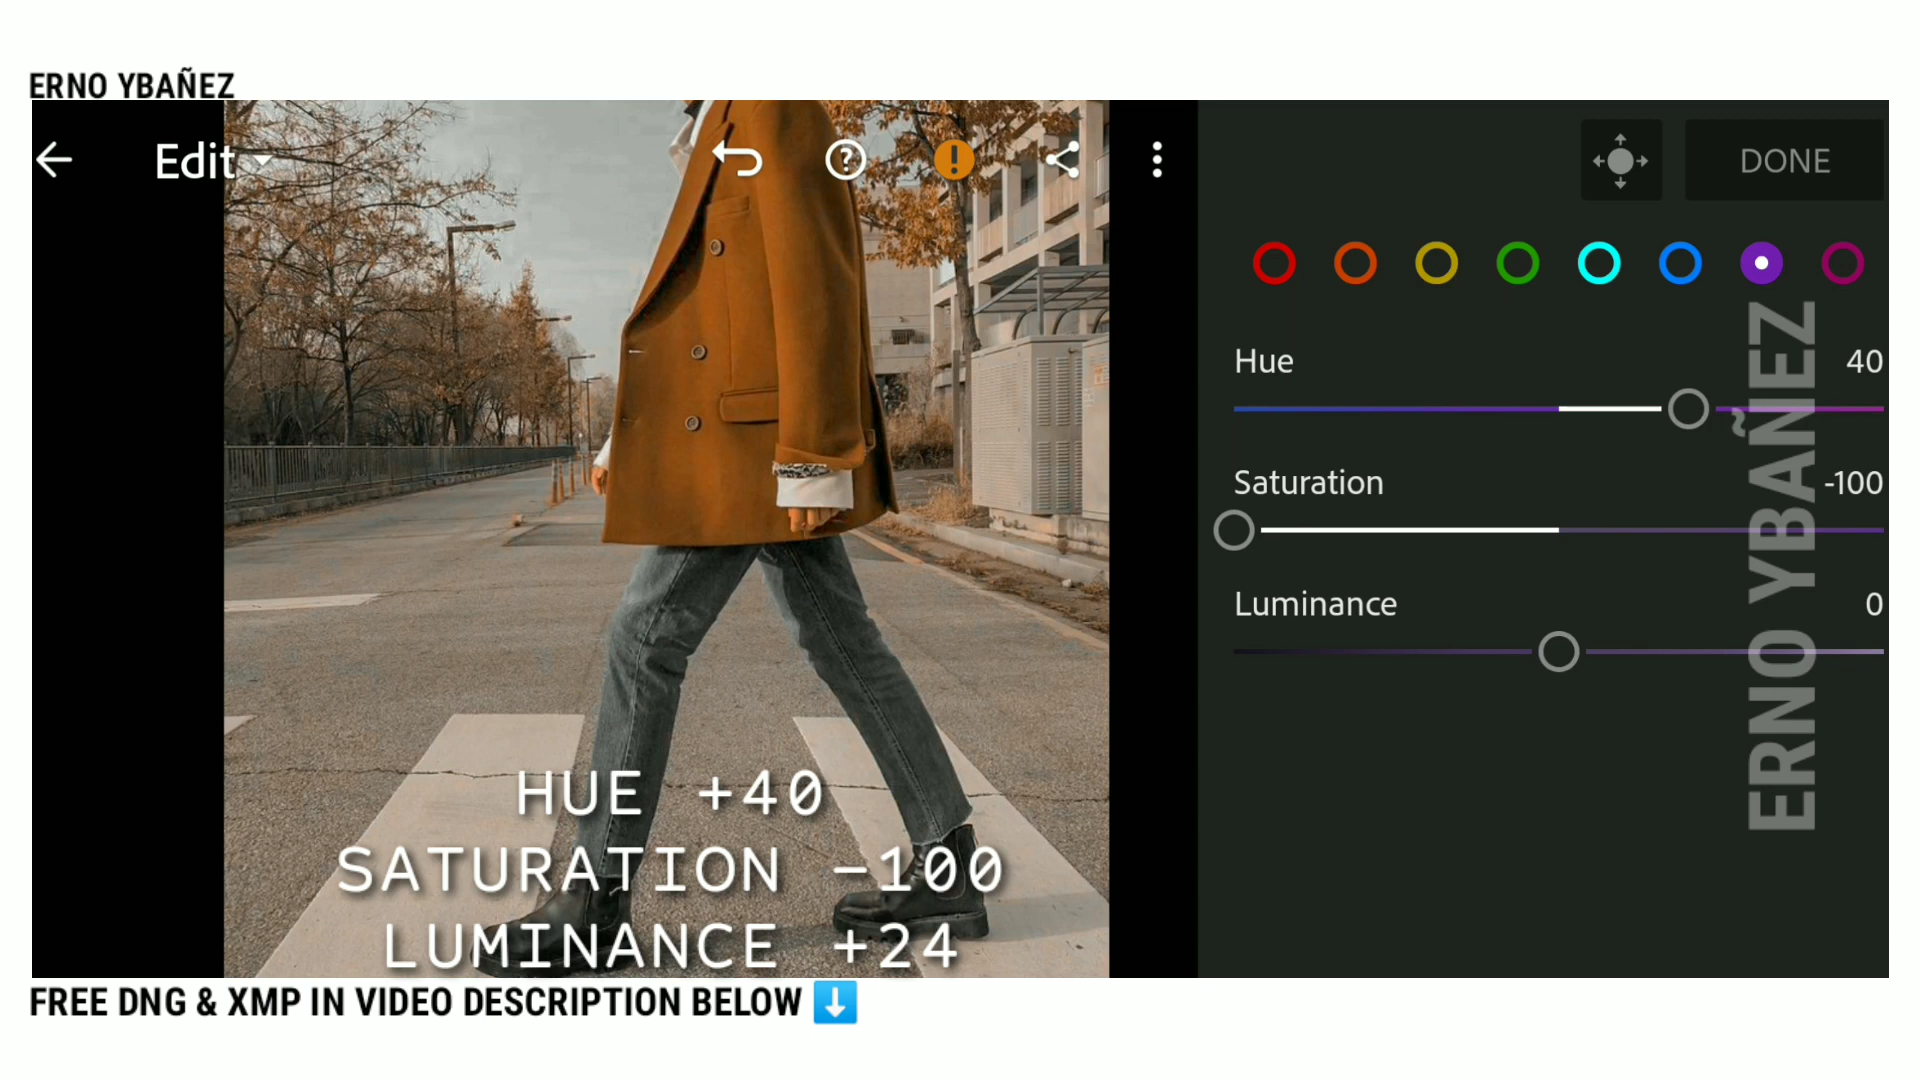 ERNO YBAÑEZ
Edit
DONE
Hue 40
Saturation -100
Luminance 0
ERNO YBAÑEZ
HUE +40
SATURATION -100
LUMINANCE +24
FREE DNG & XMP IN VIDEO DESCRIPTION BELOW ⬇️